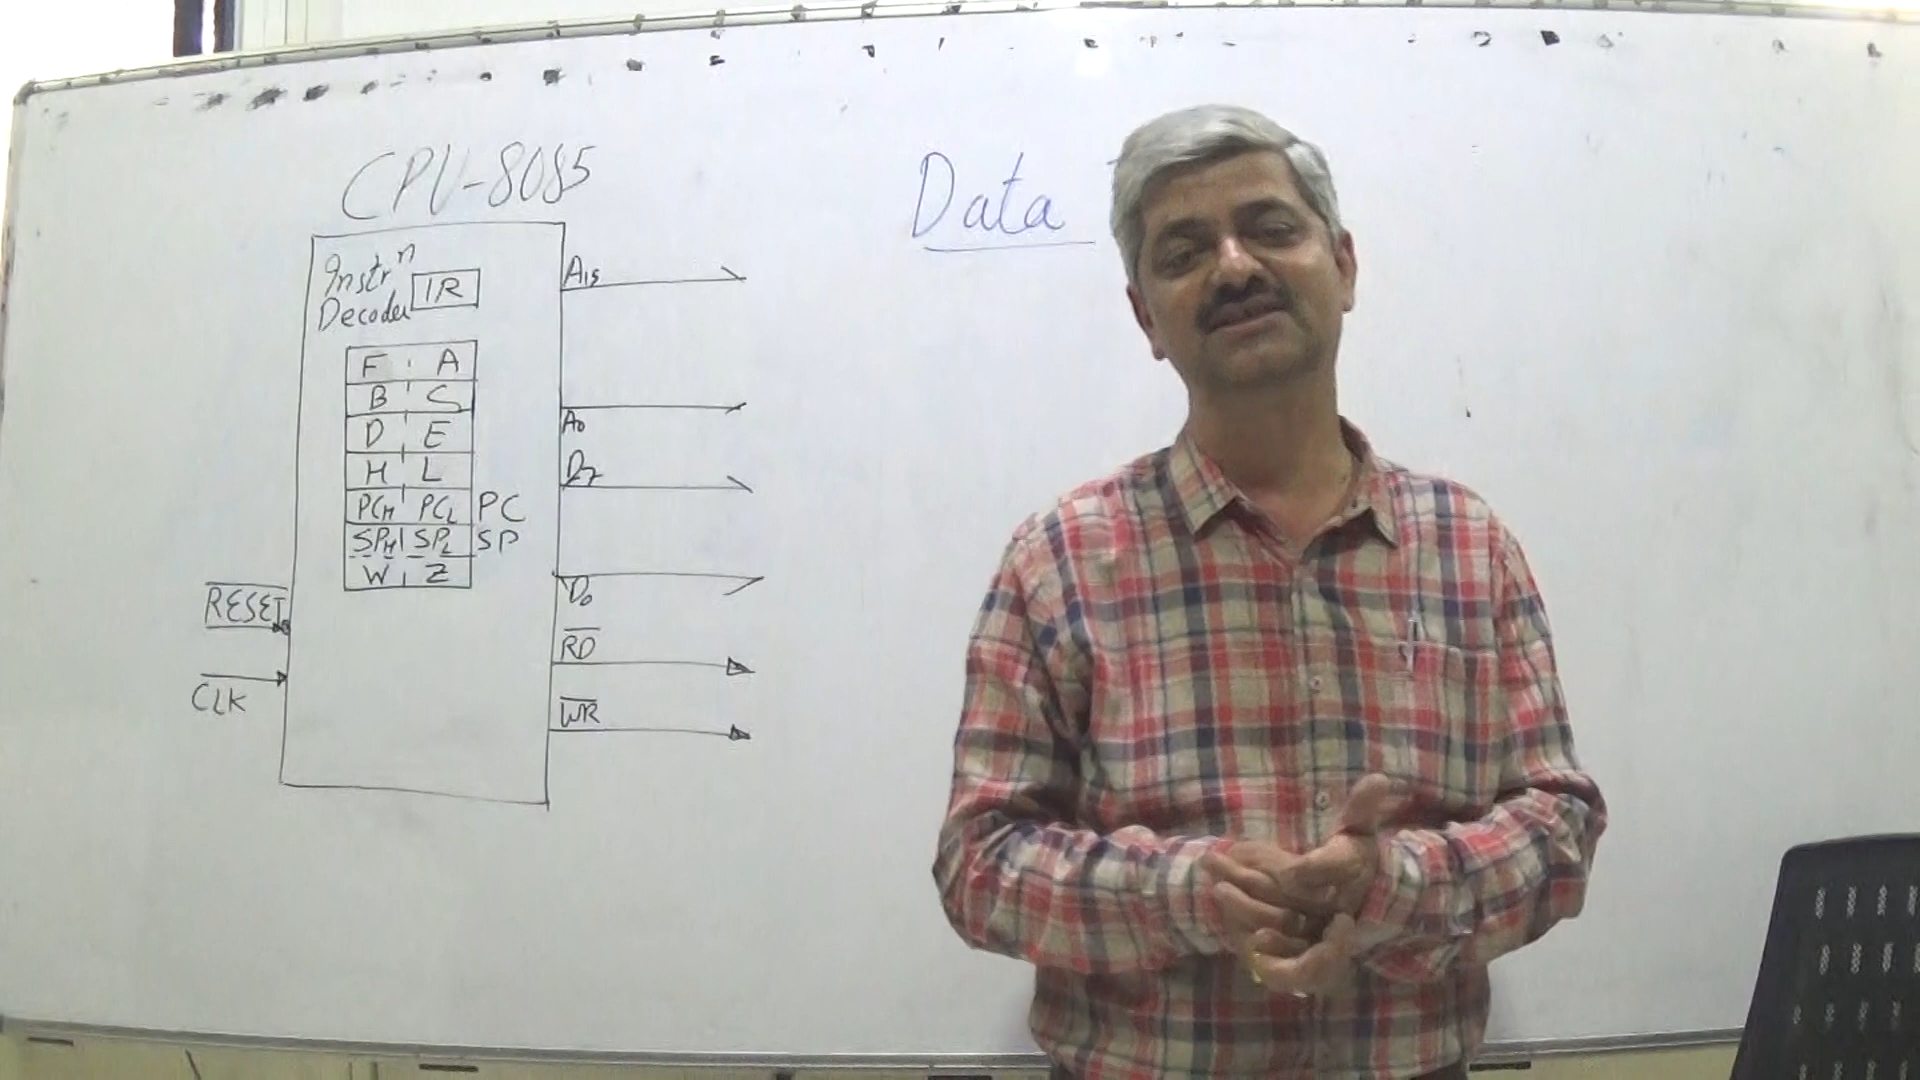 CPU-8085
Data
Instrⁿ
Decoder
IR
F A
B C
D E
H L
PCH PCL PC
SPH SPL SP
W Z
RESET
CLK
A15
A0
D7
D0
RD
WR